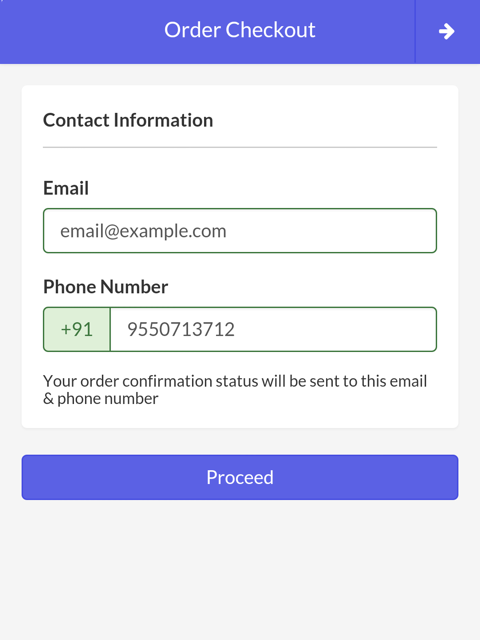 Order Checkout
Contact Information
Email
email@example.com
Phone Number
+91 9550713712
Your order confirmation status will be sent to this email
& phone number
Proceed